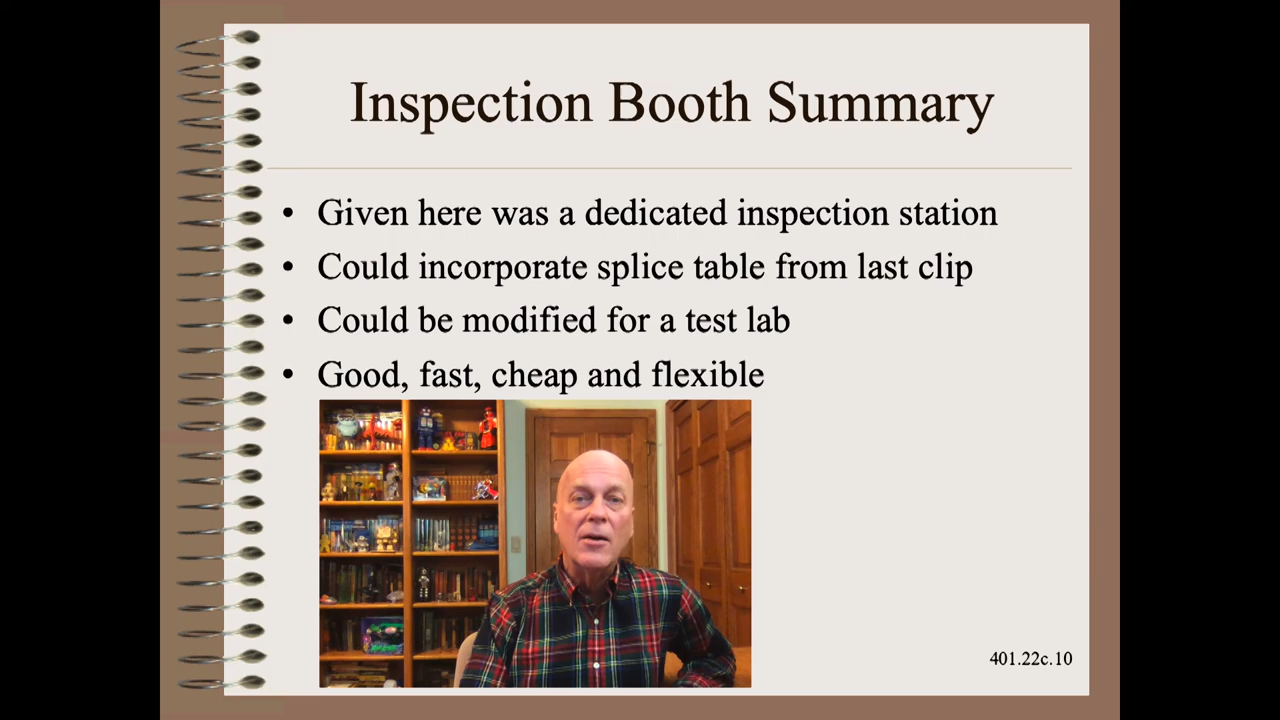 Inspection Booth Summary
• Given here was a dedicated inspection station
• Could incorporate splice table from last clip
• Could be modified for a test lab
• Good, fast, cheap and flexible
401.22c.10